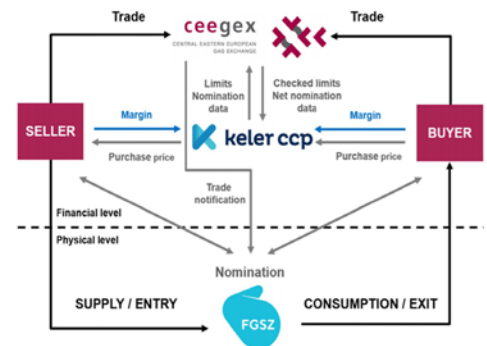 Trade
ceegex
CENTRAL EASTERN EUROPEAN
GAS EXCHANGE
Trade
Limits
Nomination
data
Checked limits
Net nomination
data
SELLER
Margin
keler ccp
Margin
BUYER
Purchase price
Purchase price
Trade
notification
Financial level
Physical level
Nomination
SUPPLY / ENTRY
FGSZ
CONSUMPTION / EXIT